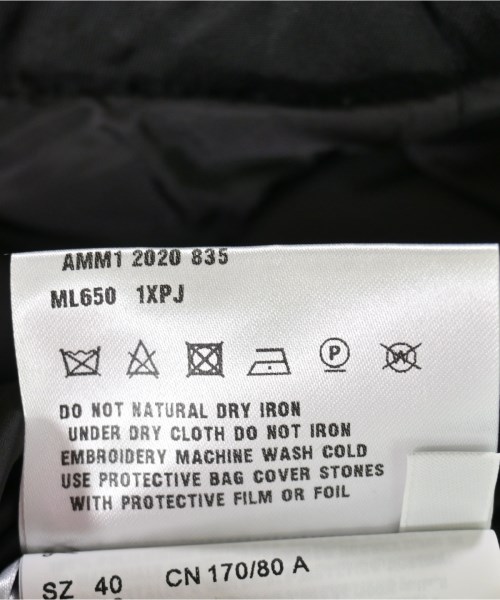 AMM1 2020 835
ML650 1XPJ
P
W
DO NOT NATURAL DRY IRON
UNDER DRY CLOTH DO NOT IRON
EMBROIDERY MACHINE WASH COLD
USE PROTECTIVE BAG COVER STONES
WITH PROTECTIVE FILM OR FOIL
SZ 40 CN 170/80 A